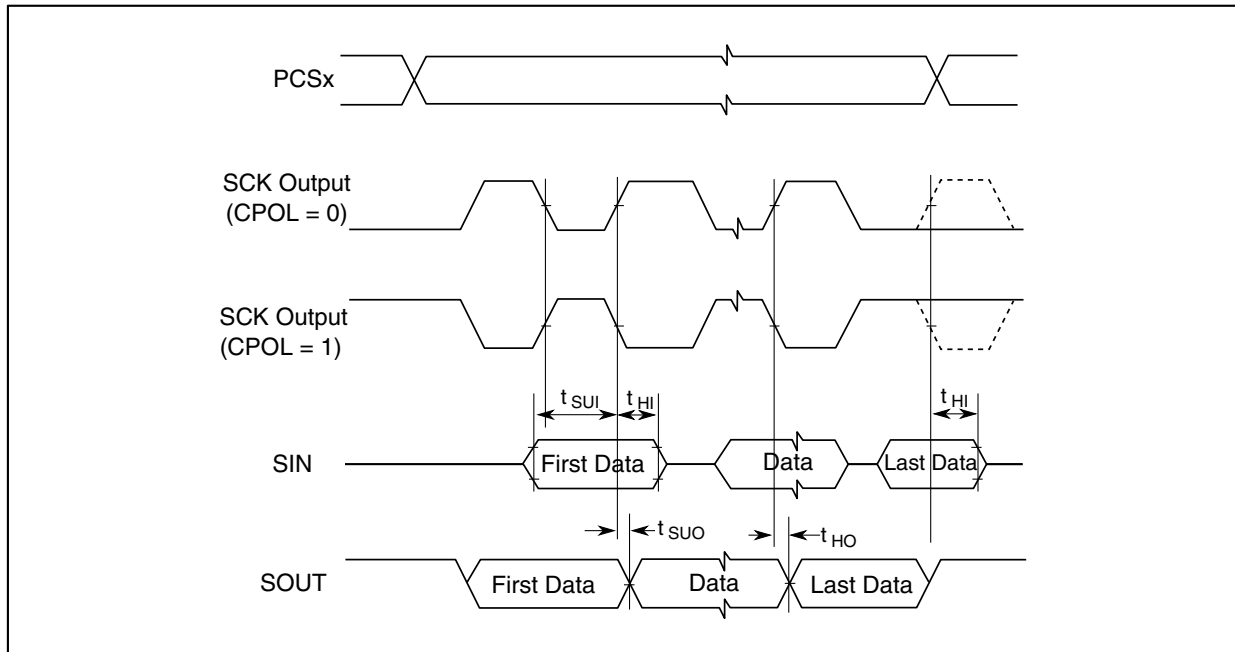 PCSx
SCK Output
(CPOL = 0)
SCK Output
(CPOL = 1)
t SUI
t HI
t HI
SIN
First Data
Data
Last Data
t SUO
t HO
SOUT
First Data
Data
Last Data